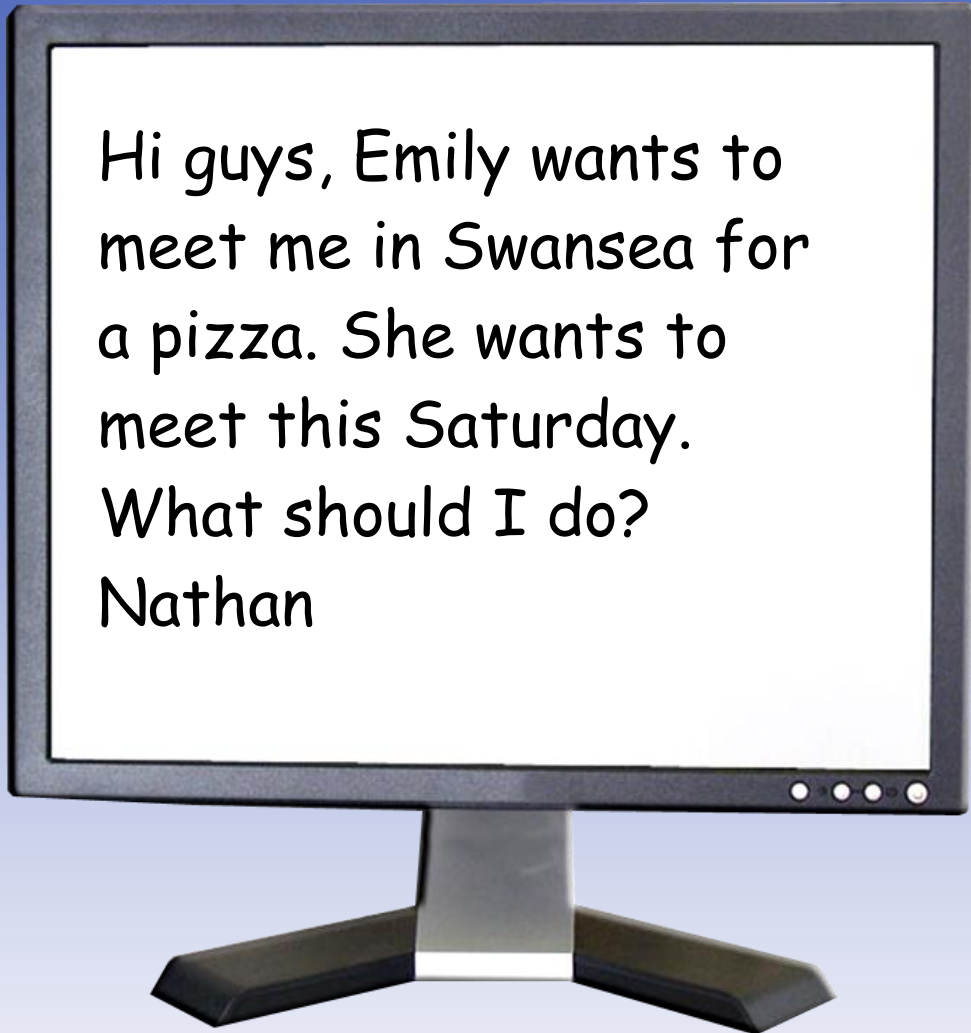 Hi guys, Emily wants to
meet me in Swansea for
a pizza. She wants to
meet this Saturday.
What should I do?
Nathan